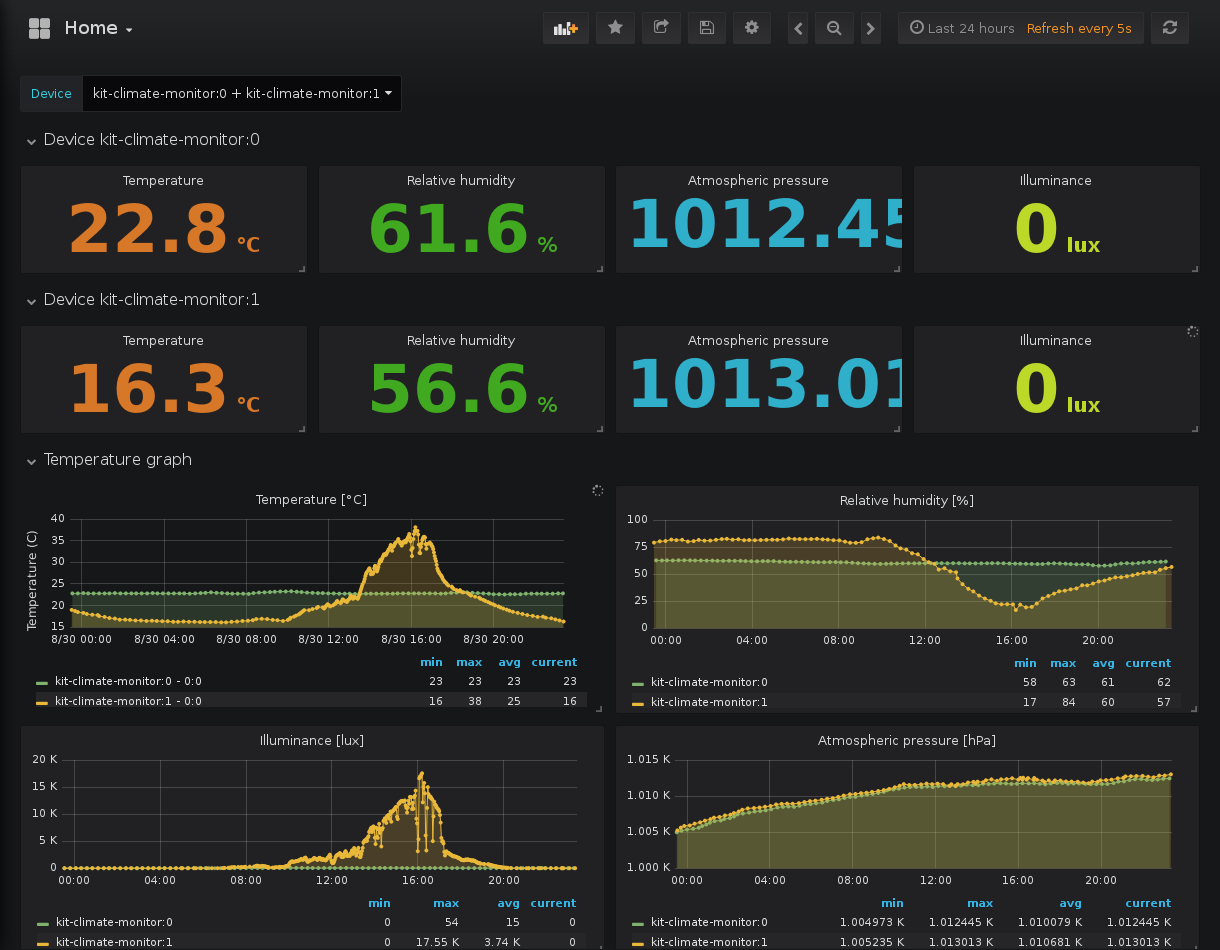 Home
Last 24 hours Refresh every 5s
Device kit-climate-monitor:0 + kit-climate-monitor:1
Device kit-climate-monitor:0
Temperature Relative humidity Atmospheric pressure Illuminance
22.8 °C 61.6 % 1012.45 0 lux
Device kit-climate-monitor:1
Temperature Relative humidity Atmospheric pressure Illuminance
16.3 °C 56.6 % 1013.01 0 lux
Temperature graph
Temperature [°C]
Temperature (C)
40
35
30
25
20
15
8/30 00:00 8/30 04:00 8/30 08:00 8/30 12:00 8/30 16:00 8/30 20:00
min max avg current
kit-climate-monitor:0 - 0:0 23 23 23 23
kit-climate-monitor:1 - 0:0 16 38 25 16
Relative humidity [%]
100
75
50
25
0
00:00 04:00 08:00 12:00 16:00 20:00
min max avg current
kit-climate-monitor:0 58 63 61 62
kit-climate-monitor:1 17 84 60 57
Illuminance [lux]
20 K
15 K
10 K
5 K
0
00:00 04:00 08:00 12:00 16:00 20:00
min max avg current
kit-climate-monitor:0 0 54 15 0
kit-climate-monitor:1 0 17.55 K 3.74 K 0
Atmospheric pressure [hPa]
1.015 K
1.010 K
1.005 K
1.000 K
00:00 04:00 08:00 12:00 16:00 20:00
min max avg current
kit-climate-monitor:0 1.004973 K 1.012445 K 1.010079 K 1.012445 K
kit-climate-monitor:1 1.005235 K 1.013013 K 1.010681 K 1.013013 K